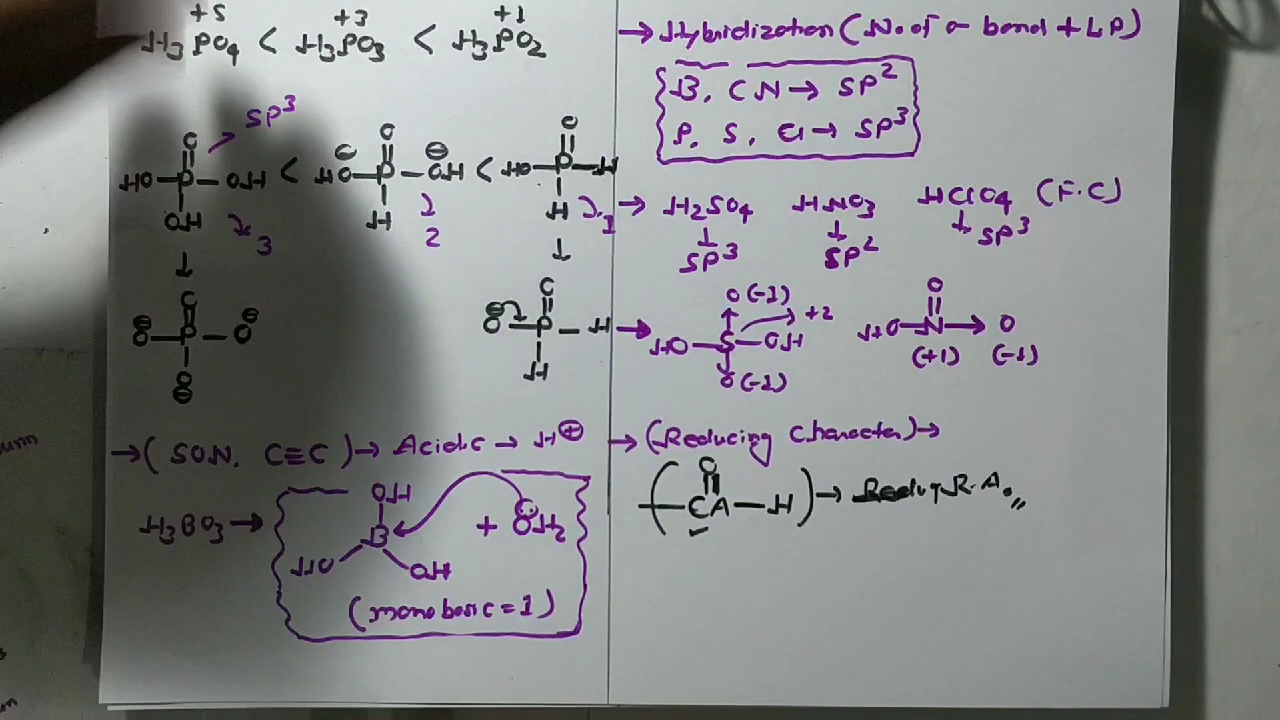 +5 +3 +1
H3PO4 < H3PO3 < H3PO2
SP3
O O O
HO-P-OH < HO-P-OH < HO-P-H
OH H H
3 2 1
O O
O-P-O O-P-H
O H
→ (SON, C≡C) → Acidic → H⊕
H3BO3 →
OH
B + OH2
HO OH
(monobasic = 1)
→ Hybridization (No of σ bond + LP)
B, CN → SP2
P, S, Cl → SP3
→ H2SO4 HNO3 HClO4 (F.C)
SP3 SP2 SP3
O(-1) +2 O
HO-S-OH HO-N→O
O(-1) (+1) (-1)
→ (Reducing Character) →
O
(-CA-H) → R.A.